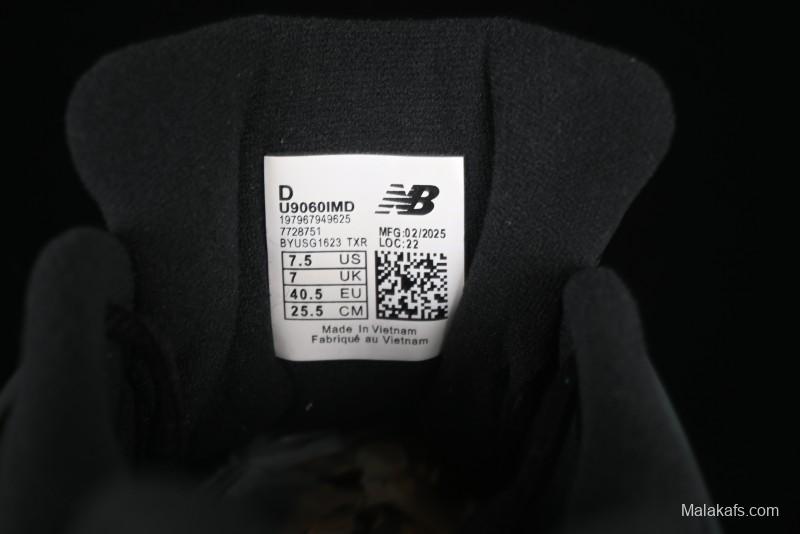 D
U9060IMD
197967949625
7728751
BYUSG1623 TXR
NB
MFG:02/2025
LOC:22
7.5 US
7 UK
40.5 EU
25.5 CM
Made In Vietnam
Fabriqué au Vietnam
Malakafs.com